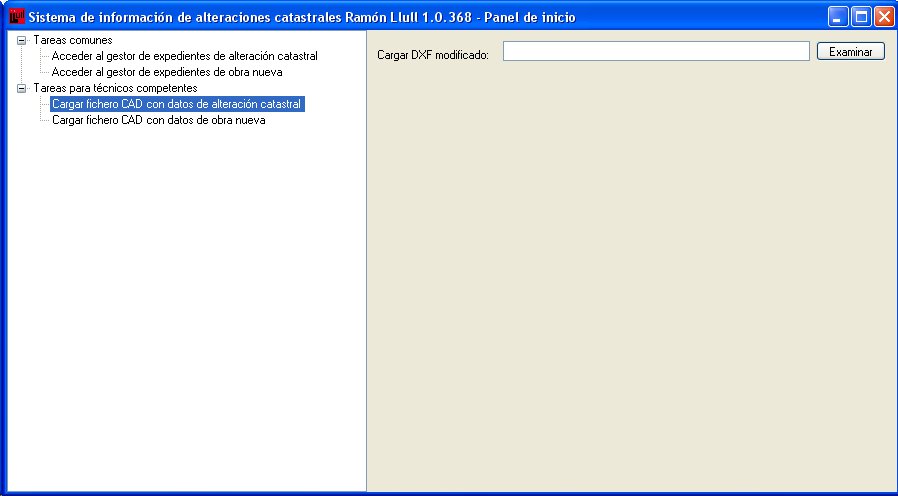 Sistema de información de alteraciones catastrales Ramón Llull 1.0.368 - Panel de inicio
Tareas comunes
Acceder al gestor de expedientes de alteración catastral
Acceder al gestor de expedientes de obra nueva
Tareas para técnicos competentes
Cargar fichero CAD con datos de alteración catastral
Cargar fichero CAD con datos de obra nueva
Cargar DXF modificado:
Examinar